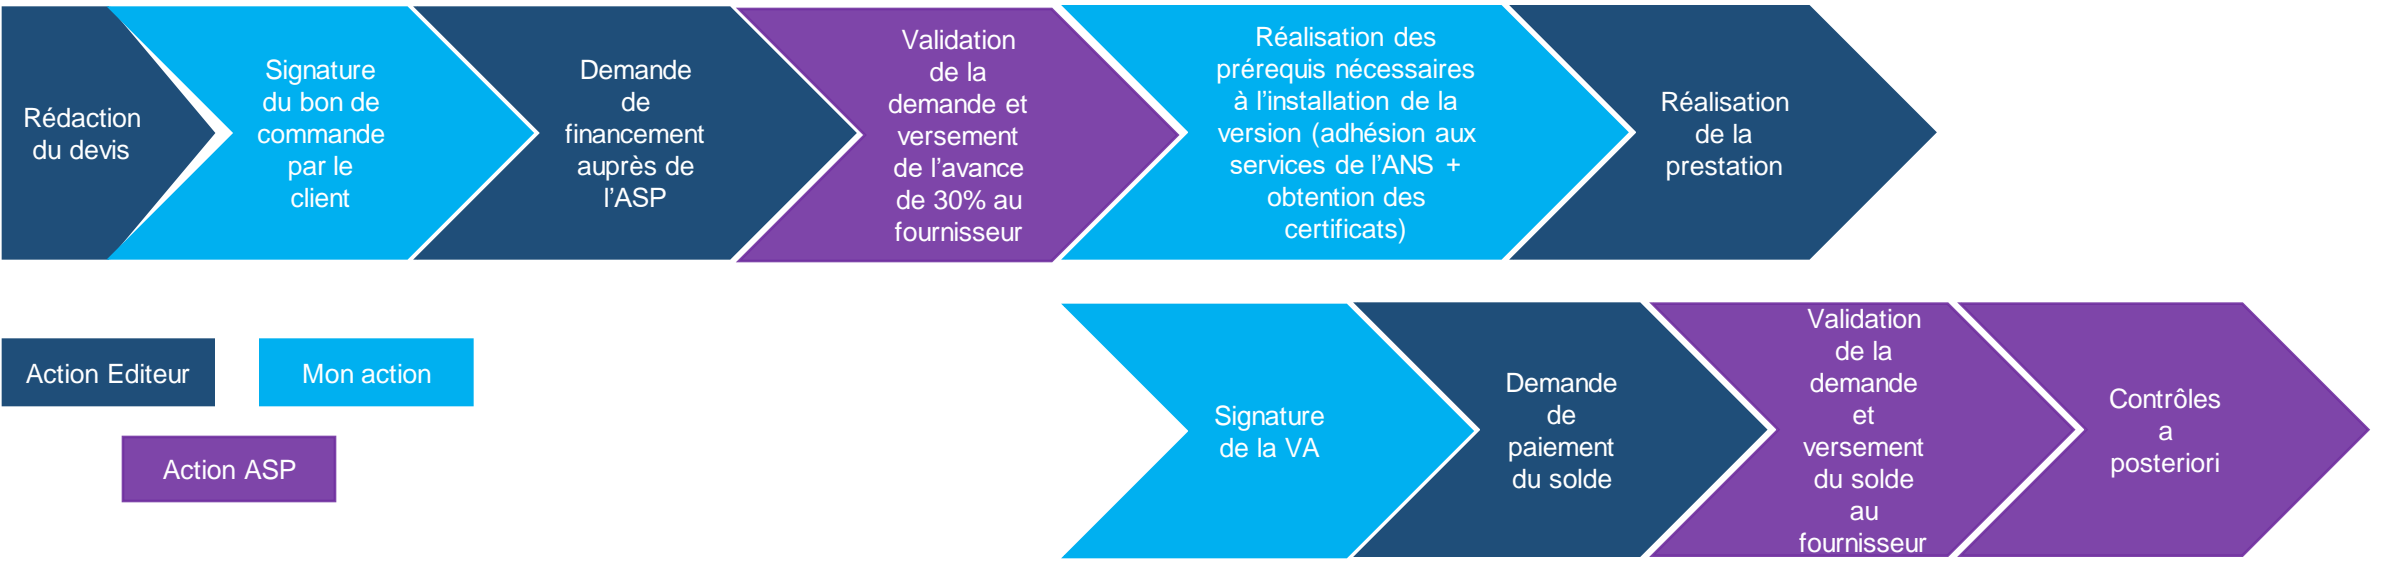 Rédaction
du devis
Signature
du bon de
commande
par le
client
Demande
de
financement
auprès de
l’ASP
Validation
de la
demande et
versement
de l’avance
de 30% au
fournisseur
Réalisation des
prérequis nécessaires
à l’installation de la
version (adhésion aux
services de l’ANS +
obtention des
certificats)
Réalisation
de la
prestation
Signature
de la VA
Demande
de
paiement
du solde
Validation
de la
demande
et
versement
du solde
au
fournisseur
Contrôles
a
posteriori
Action Editeur
Mon action
Action ASP